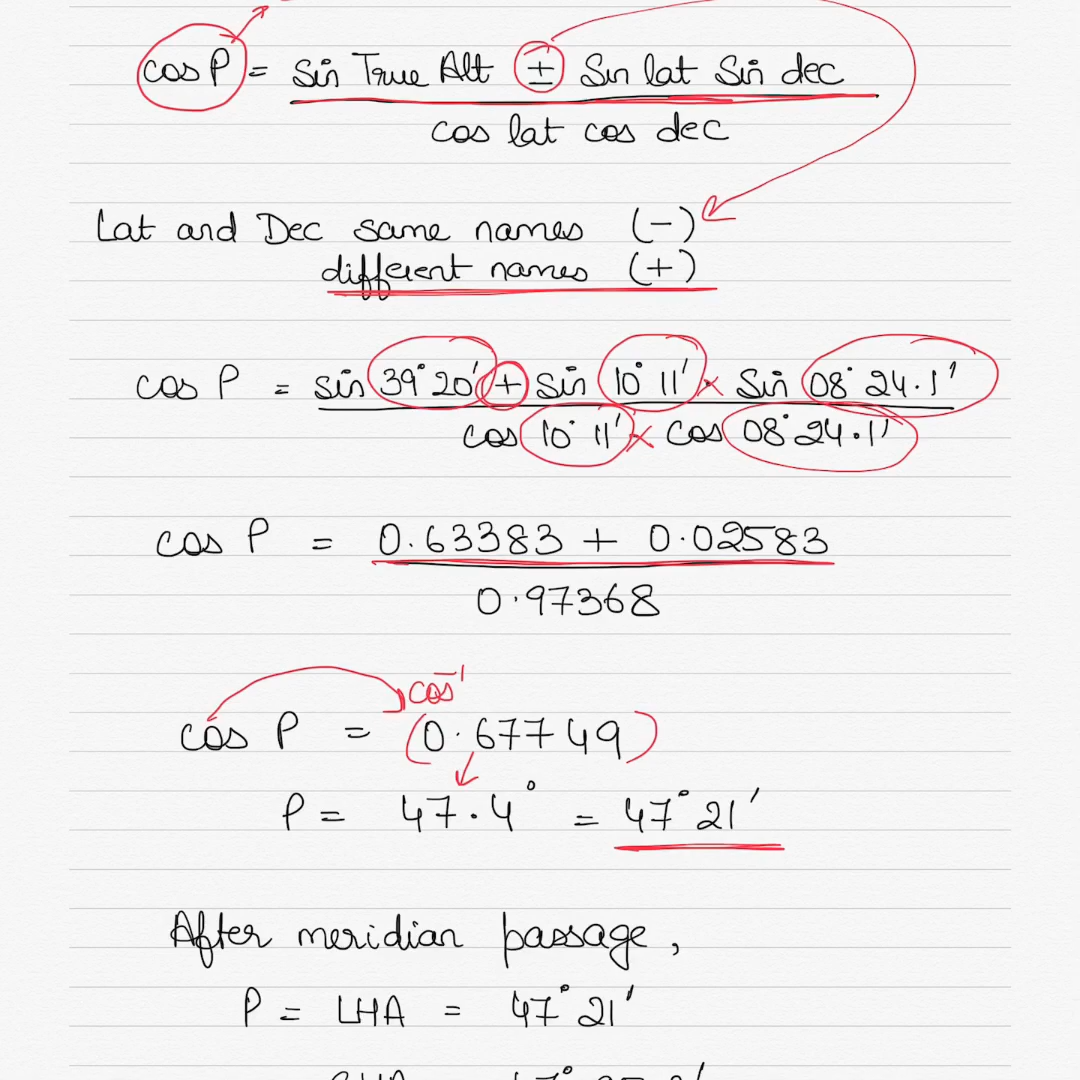 cos P = sin True Alt ± Sin lat Sin dec
cos lat cos dec
Lat and Dec same names (-)
different names (+)
cos P = sin 39° 20' + sin 10° 11' × sin 08° 24.1'
cos 10° 11' × cos 08° 24.1'
cos P = 0.63383 + 0.02583
0.97368
cos⁻¹
cos P = (0.67749)
P = 47.4° = 47° 21'
After meridian passage,
P = LHA = 47° 21'